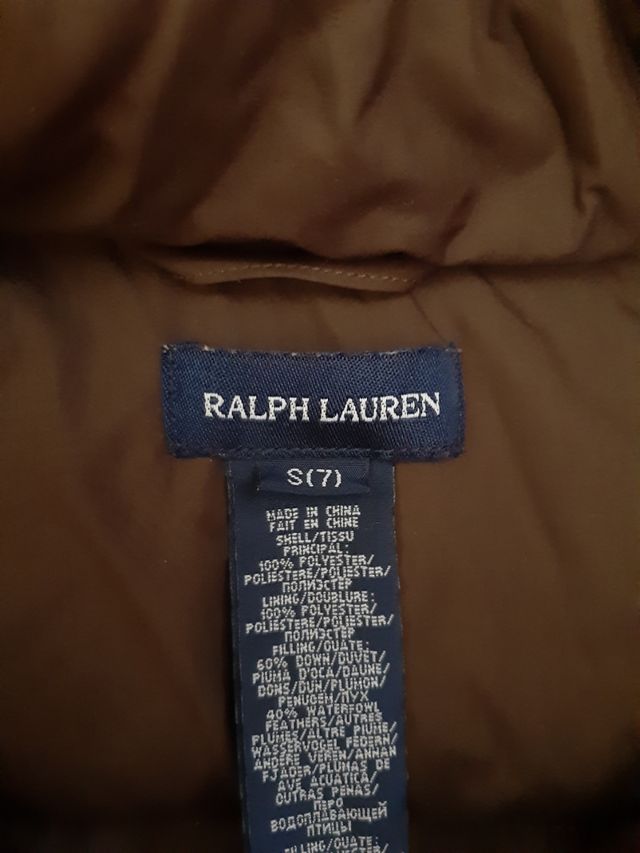 RALPH LAUREN
S(7)
MADE IN CHINA
FAIT EN CHINE
SHELL/TISSU
PRINCIPAL:
100% POLYESTER/
POLIESTERE/POLIESTER/
ПОЛИЭСТЕР
LINING/DOUBLURE:
100% POLYESTER/
POLIESTERE/POLIESTER/
ПОЛИЭСТЕР
FILLING/OUATE:
60% DOWN/DUVET/
PIUMA D'OCA/DAUNE/
DONS/DUN/PLUMON/
PENUGEM/ПУХ
40% WATERFOWL
FEATHERS/AUTRES
PLUMES/ALTRE PIUME/
WASSERVOGEL FEDERN/
ANDERE VEREN/ANNAN
FJADER/PLUMAS DE
AVE ACUATICA/
OUTRAS PENAS/
ПЕРО
ВОДОПЛАВАЮЩЕЙ
ПТИЦЫ
FILLING/OUATE: